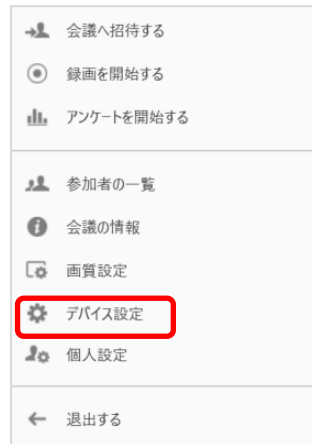 会議へ招待する
録画を開始する
アンケートを開始する
参加者の一覧
会議の情報
画質設定
デバイス設定
個人設定
退出する